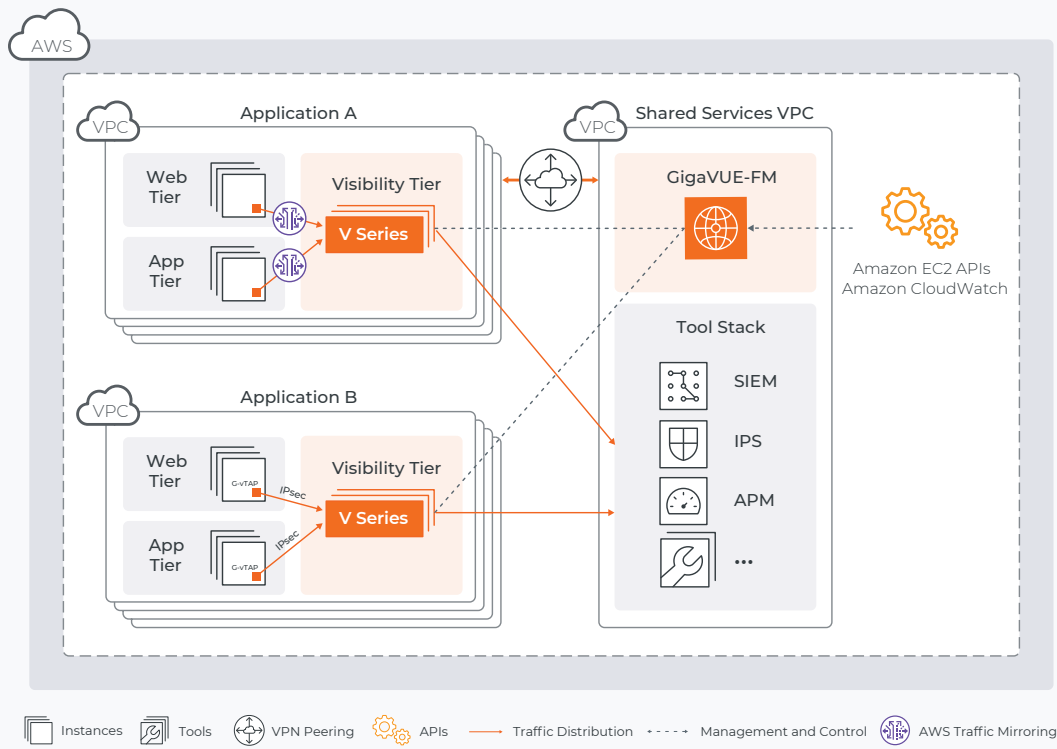 AWS
VPC
Application A
Web
Tier
App
Tier
Visibility Tier
V Series
VPC
Shared Services VPC
GigaVUE-FM
Amazon EC2 APIs
Amazon CloudWatch
Tool Stack
SIEM
IPS
APM
...
VPC
Application B
Web
Tier
G-vTAP
IPsec
App
Tier
G-vTAP
IPsec
Visibility Tier
V Series
Instances
Tools
VPN Peering
APIs
Traffic Distribution
Management and Control
AWS Traffic Mirroring